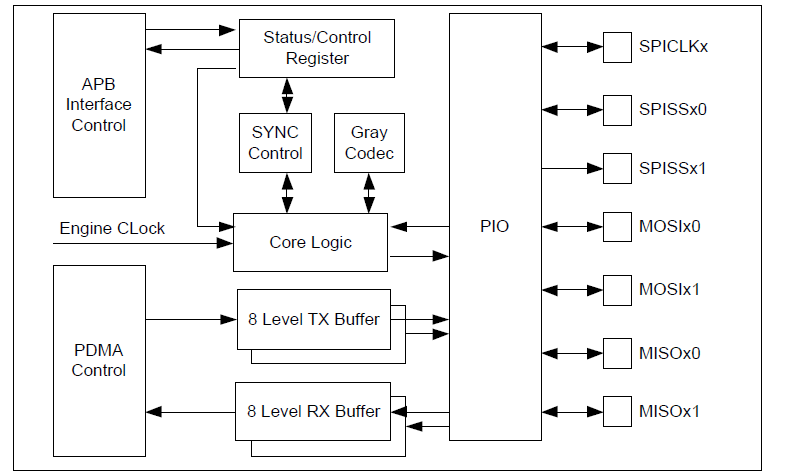 Status/Control
Register
APB
Interface
Control
SYNC
Control
Gray
Codec
Engine CLock
Core Logic
PIO
PDMA
Control
8 Level TX Buffer
8 Level RX Buffer
SPICLKx
SPISSx0
SPISSx1
MOSIx0
MOSIx1
MISOx0
MISOx1